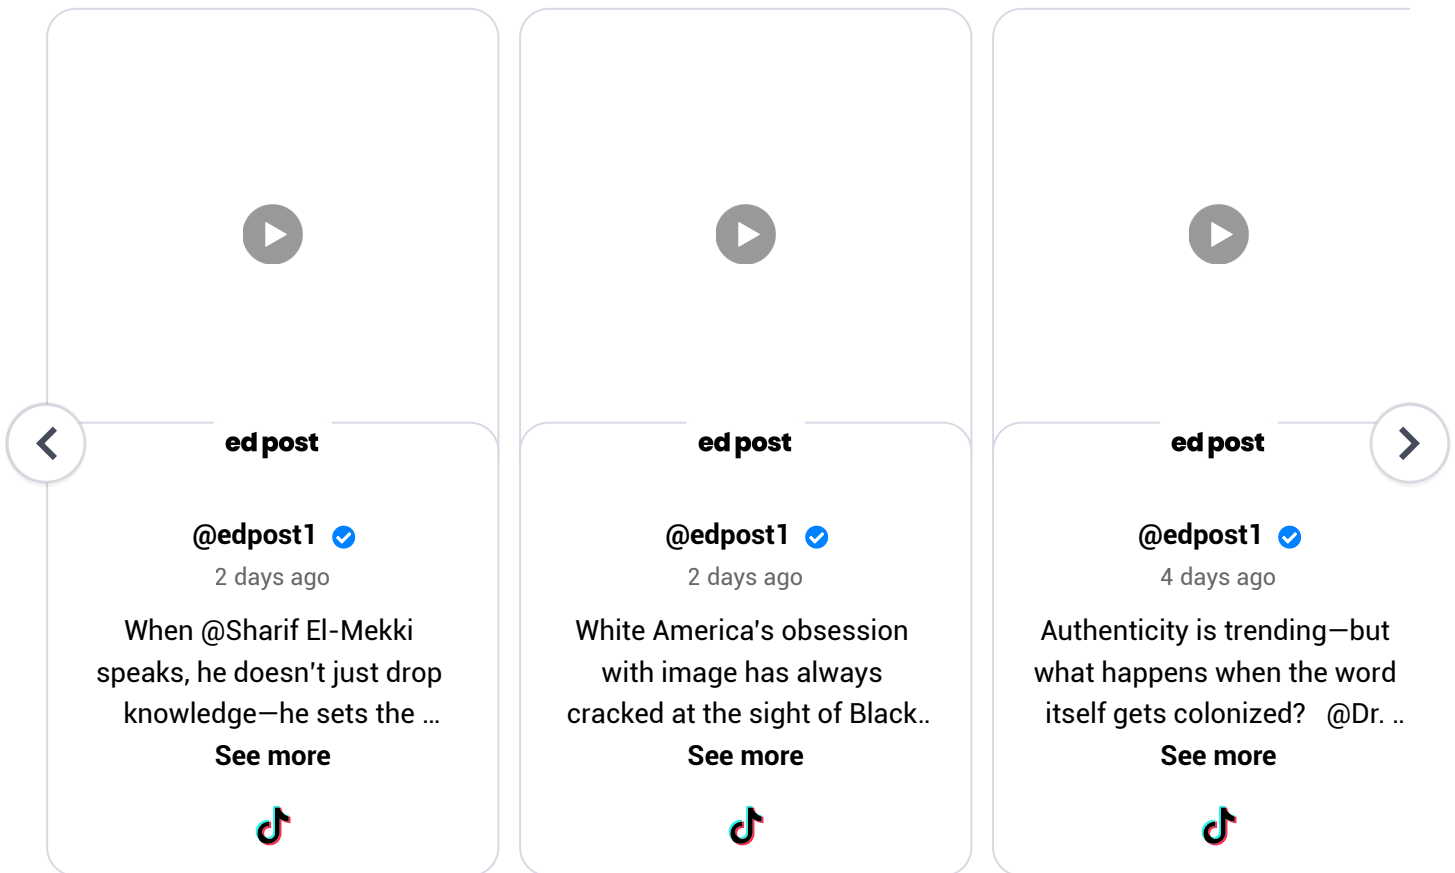 ed post
@edpost1
2 days ago
When @Sharif El-Mekki
speaks, he doesn't just drop
knowledge—he sets the ...
See more
ed post
@edpost1
2 days ago
White America's obsession
with image has always
cracked at the sight of Black..
See more
ed post
@edpost1
4 days ago
Authenticity is trending—but
what happens when the word
itself gets colonized? @Dr. ..
See more